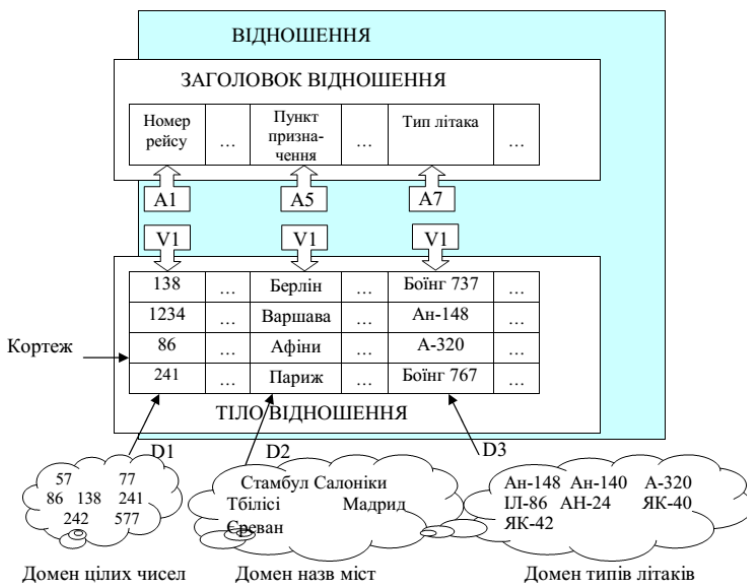 ВІДНОШЕННЯ
ЗАГОЛОВОК ВІДНОШЕННЯ
Номер рейсу … Пункт призна- чення … Тип літака …
A1 A5 A7
V1 V1 V1
138 … Берлін … Боїнг 737 …
1234 … Варшава … Ан-148 …
Кортеж 86 … Афіни … А-320 …
241 … Париж … Боїнг 767 …
ТІЛО ВІДНОШЕННЯ
D1 D2 D3
57 77
86 138 241
242 577
Стамбул Салоніки
Тбілісі Мадрид
Єреван
Ан-148 Ан-140 А-320
ІЛ-86 АН-24 ЯК-40
ЯК-42
Домен цілих чисел Домен назв міст Домен типів літаків